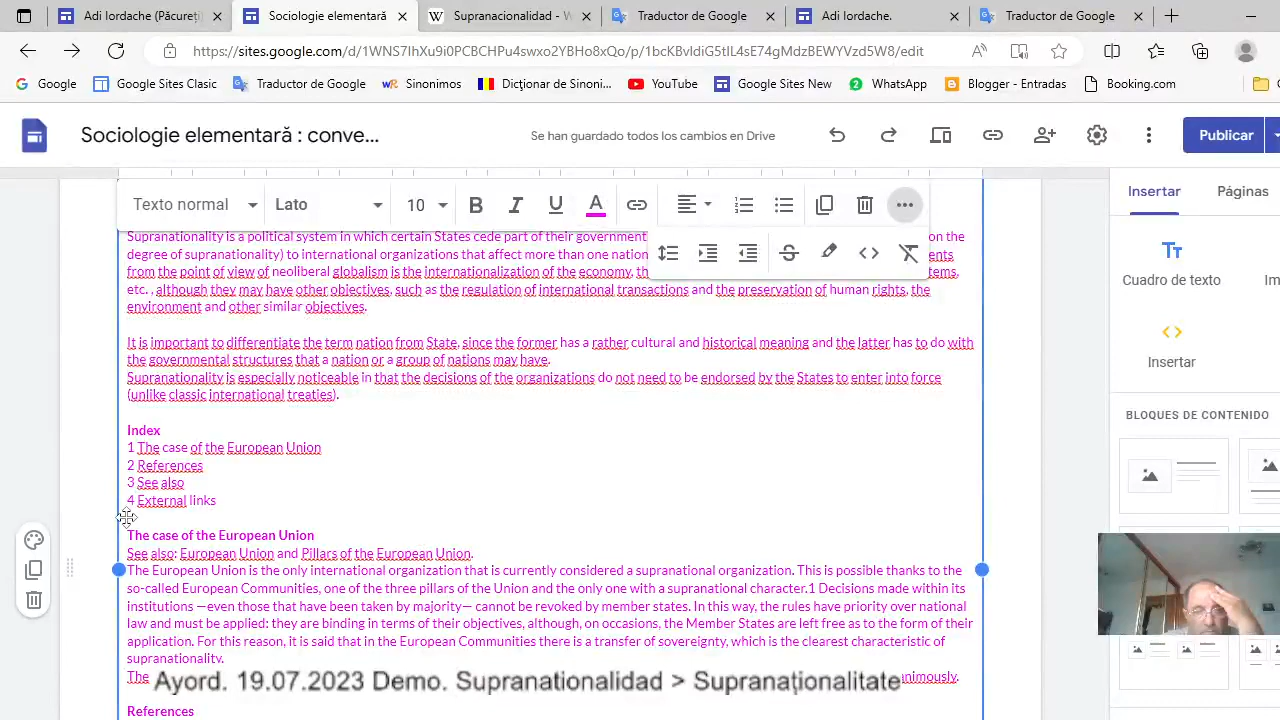 Adi Iordache (Păcureț
Sociologie elementară
Supranacionalidad - W
Traductor de Google
Adi Iordache.
Traductor de Google
https://sites.google.com/d/1WNS7IhXu9i0PCBCHPu4swxo2YBHo8xQo/p/1bcKBvldiG5tIL4sE74gMdzBEWYVzd5W8/edit
Google
Google Sites Clasic
Traductor de Google
Sinonimos
Dicționar de Sinoni...
YouTube
Google Sites New
WhatsApp
Blogger - Entradas
Booking.com
Sociologie elementară : conve...
Se han guardado todos los cambios en Drive
Publicar
Texto normal
Lato
10
Insertar
Páginas
Supranationality is a political system in which certain States cede part of their government on the
degree of supranationality) to international organizations that affect more than one
from the point of view of neoliberal globalism is the internationalization of the economy,
etc. , although they may have other objectives, such as the regulation of international transactions and the preservation of human rights, the
environment and other similar objectives.
It is important to differentiate the term nation from State, since the former has a rather cultural and historical meaning and the latter has to do with
the governmental structures that a nation or a group of nations may have.
Supranationality is especially noticeable in that the decisions of the organizations do not need to be endorsed by the States to enter into force
(unlike classic international treaties).
Index
1 The case of the European Union
2 References
3 See also
4 External links
The case of the European Union
See also: European Union and Pillars of the European Union.
The European Union is the only international organization that is currently considered a supranational organization. This is possible thanks to the
so-called European Communities, one of the three pillars of the Union and the only one with a supranational character.1 Decisions made within its
institutions —even those that have been taken by majority— cannot be revoked by member states. In this way, the rules have priority over national
law and must be applied: they are binding in terms of their objectives, although, on occasions, the Member States are left free as to the form of their
application. For this reason, it is said that in the European Communities there is a transfer of sovereignty, which is the clearest characteristic of
supranationality.
The
Ayord. 19.07.2023 Demo. Supranationalidad > Supranaționalitate
References
Cuadro de texto
Insertar
BLOQUES DE CONTENIDO